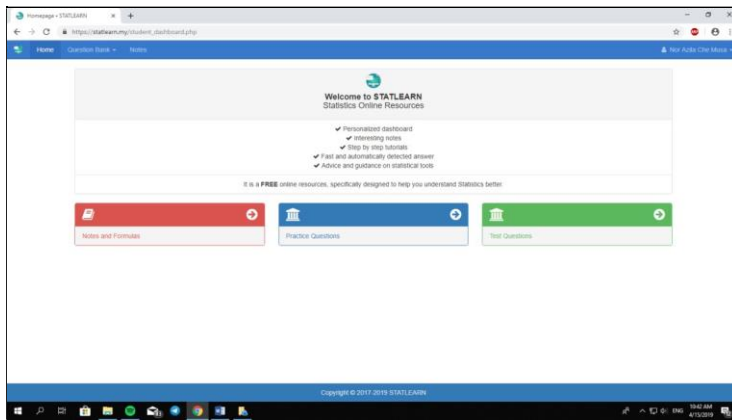 Homepage • STATLEARN
https://statlearn.my/student_dashboard.php
Home Question Bank Notes
Nor Azlia Che Musa
Welcome to STATLEARN
Statistics Online Resources
Personalized dashboard
Interesting notes
Step by step tutorials
Fast and automatically detected answer
Advice and guidance on statistical tools
It is a FREE online resources, specifically designed to help you understand Statistics better.
Notes and Formulas
Practice Questions
Test Questions
Copyright © 2017-2019 STATLEARN
ENG
10:42 AM
4/15/2019